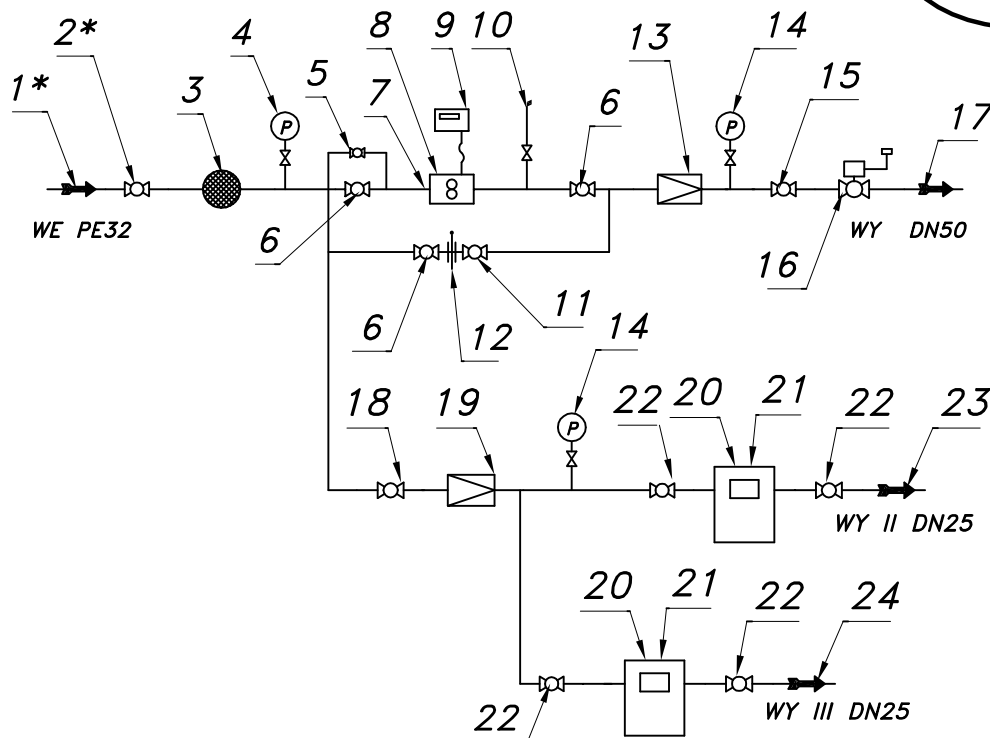 2* 4 8 9 10 13 14
1* 3 5 7 6 15 17
P P
8
WE PE32 WY DN50
6 16
6 12 11 14
18 19 P 22 20 21 22 23
WY II DN25
20 21 22 24
WY III DN25
22